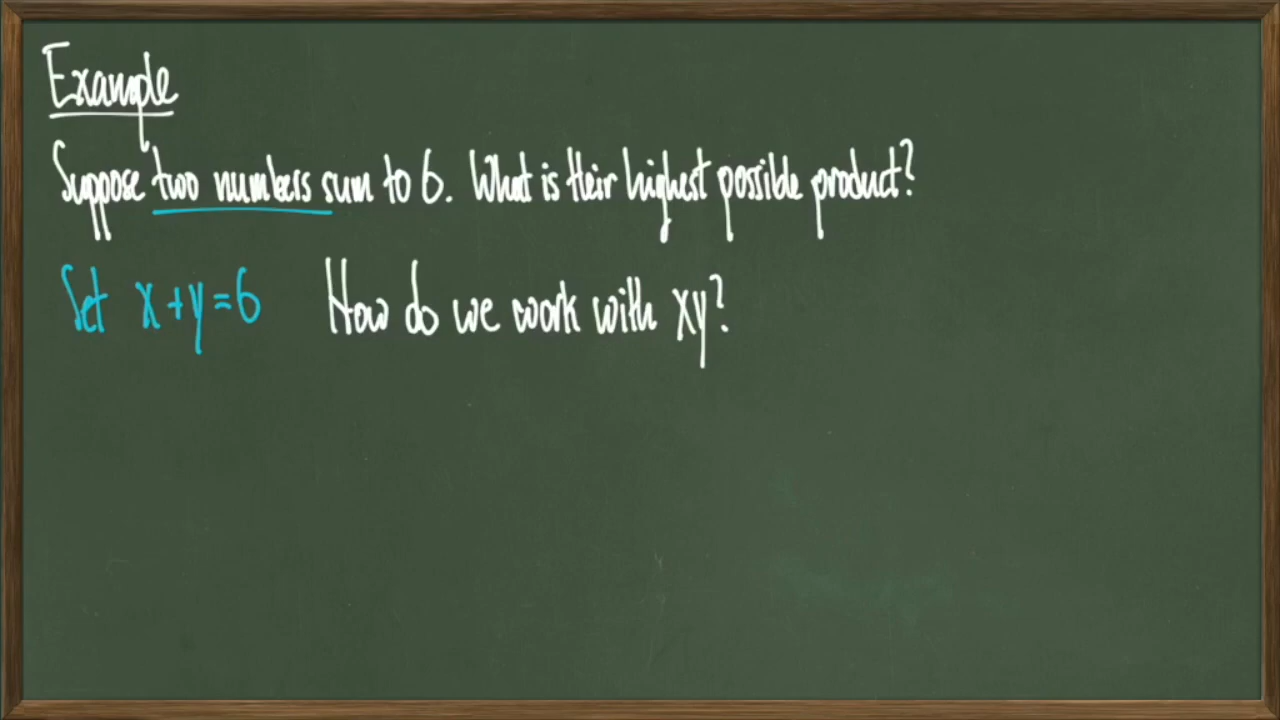 Example
Suppose two numbers sum to 6. What is their highest possible product?
Set x+y=6 How do we work with xy?